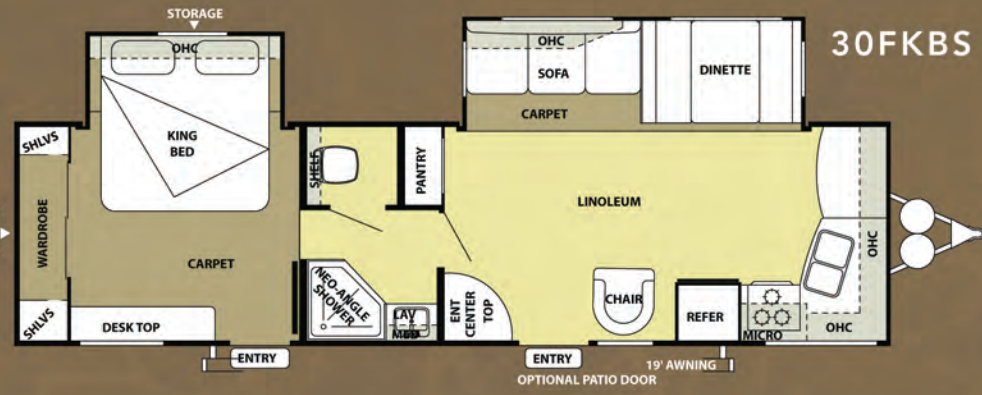 STORAGE
OHC
30FKBS
OHC
SOFA
DINETTE
CARPET
SHLVS
KING
BED
SHELF
PANTRY
LINOLEUM
WARDROBE
CARPET
OHC
NEO-ANGLE
SHOWER
LAV
MED
ENT
CENTER
TOP
CHAIR
REFER
SHLVS
DESK TOP
MICRO
OHC
ENTRY
ENTRY
19' AWNING
OPTIONAL PATIO DOOR